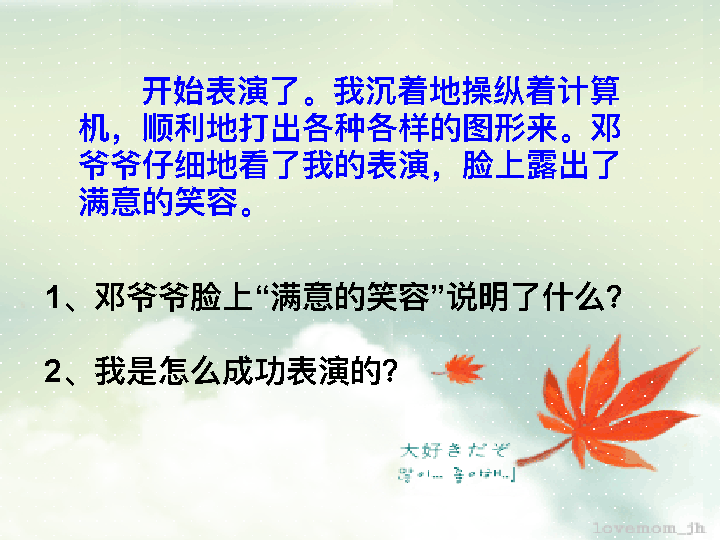 开始表演了。我沉着地操纵着计算
机，顺利地打出各种各样的图形来。邓
爷爷仔细地看了我的表演，脸上露出了
满意的笑容。
1、邓爷爷脸上“满意的笑容”说明了什么?
2、我是怎么成功表演的?
大好きだぞ
lovemom_jh